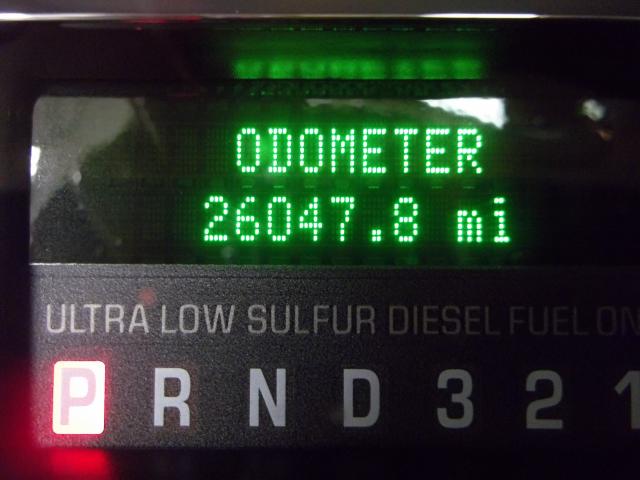 ODOMETER
26047.8 mi
ULTRA LOW SULFUR DIESEL FUEL ON
P R N D 3 2 1